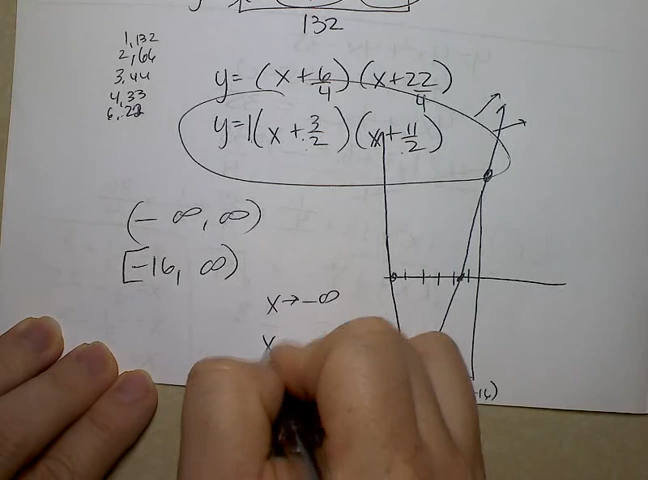 132
1,132
2,66
3,44
4,33
6,22
y= (x+6/4)(x+22/4)
y=1(x+3/2)(x+11/2)
(-∞,∞)
[-16,∞)
x→-∞
x
-16)